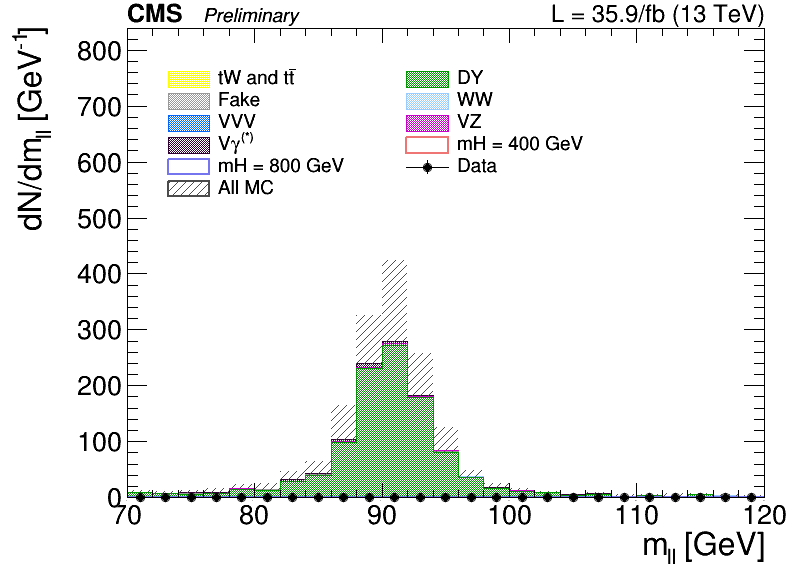 CMS Preliminary L = 35.9/fb (13 TeV)
dN/dm_ll [GeV⁻¹]
800
700
600
500
400
300
200
100
0
tW and tt̄ DY
Fake WW
VVV VZ
Vγ⁽*⁾ mH = 400 GeV
mH = 800 GeV Data
All MC
70 80 90 100 110 120
m_ll [GeV]